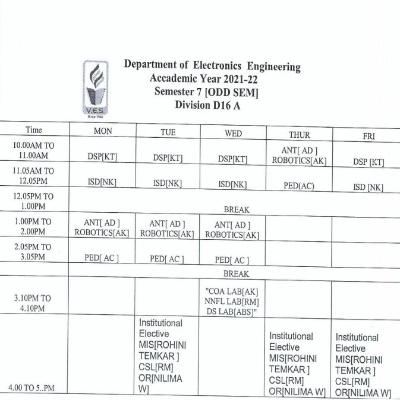 Department of Electronics Engineering
Accademic Year 2021-22
Semester 7 [ODD SEM]
Division D16 A
V.E.S.
Since 1962
Time MON TUE WED THUR FRI
10.00AM TO 11.00AM DSP[KT] DSP[KT] DSP[KT] ANT[ AD ] ROBOTICS[AK] DSP [KT]
11.05AM TO 12.05PM ISD[NK] ISD[NK] ISD[NK] PED(AC) ISD [NK]
12.05PM TO 1.00PM BREAK
1.00PM TO 2.00PM ANT[ AD ] ROBOTICS[AK] ANT[ AD ] ROBOTICS[AK] ANT[ AD ] ROBOTICS[AK]
2.05PM TO 3.05PM PED[ AC ] PED[ AC ] PED[ AC ]
BREAK
3.10PM TO 4.10PM "COA LAB[AK] NNFL LAB[RM] DS LAB[ABS]"
4.00 TO 5..PM Institutional Elective MIS[ROHINI TEMKAR ] CSL[RM] OR[NILIMA W] Institutional Elective MIS[ROHINI TEMKAR ] CSL[RM] OR[NILIMA W] Institutional Elective MIS[ROHINI TEMKAR ] CSL[RM] OR[NILIMA W]